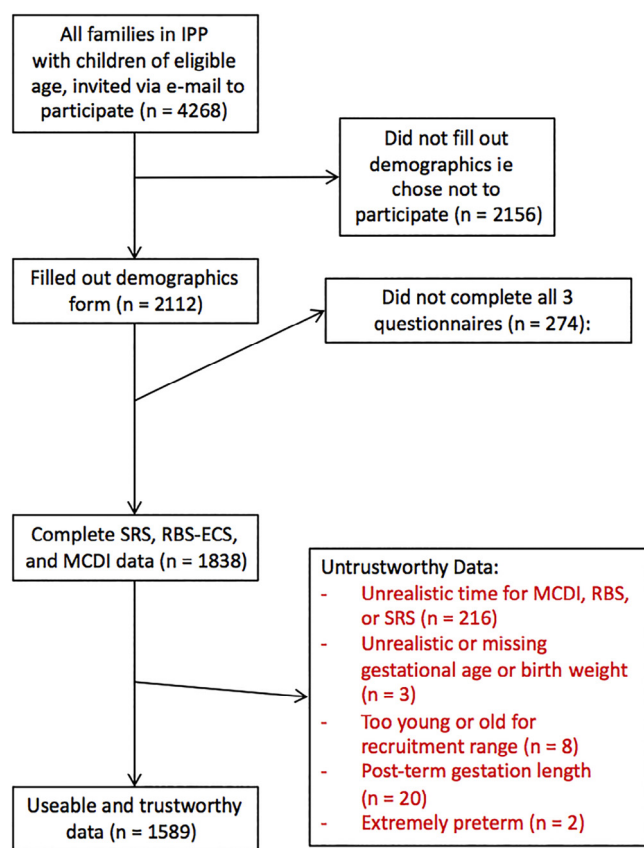 All families in IPP
with children of eligible
age, invited via e-mail to
participate (n = 4268)
Did not fill out
demographics ie
chose not to
participate (n = 2156)
Filled out demographics
form (n = 2112)
Did not complete all 3
questionnaires (n = 274):
Complete SRS, RBS-ECS,
and MCDI data (n = 1838)
Untrustworthy Data:
- Unrealistic time for MCDI, RBS,
or SRS (n = 216)
- Unrealistic or missing
gestational age or birth weight
(n = 3)
- Too young or old for
recruitment range (n = 8)
- Post-term gestation length
(n = 20)
- Extremely preterm (n = 2)
Useable and trustworthy
data (n = 1589)